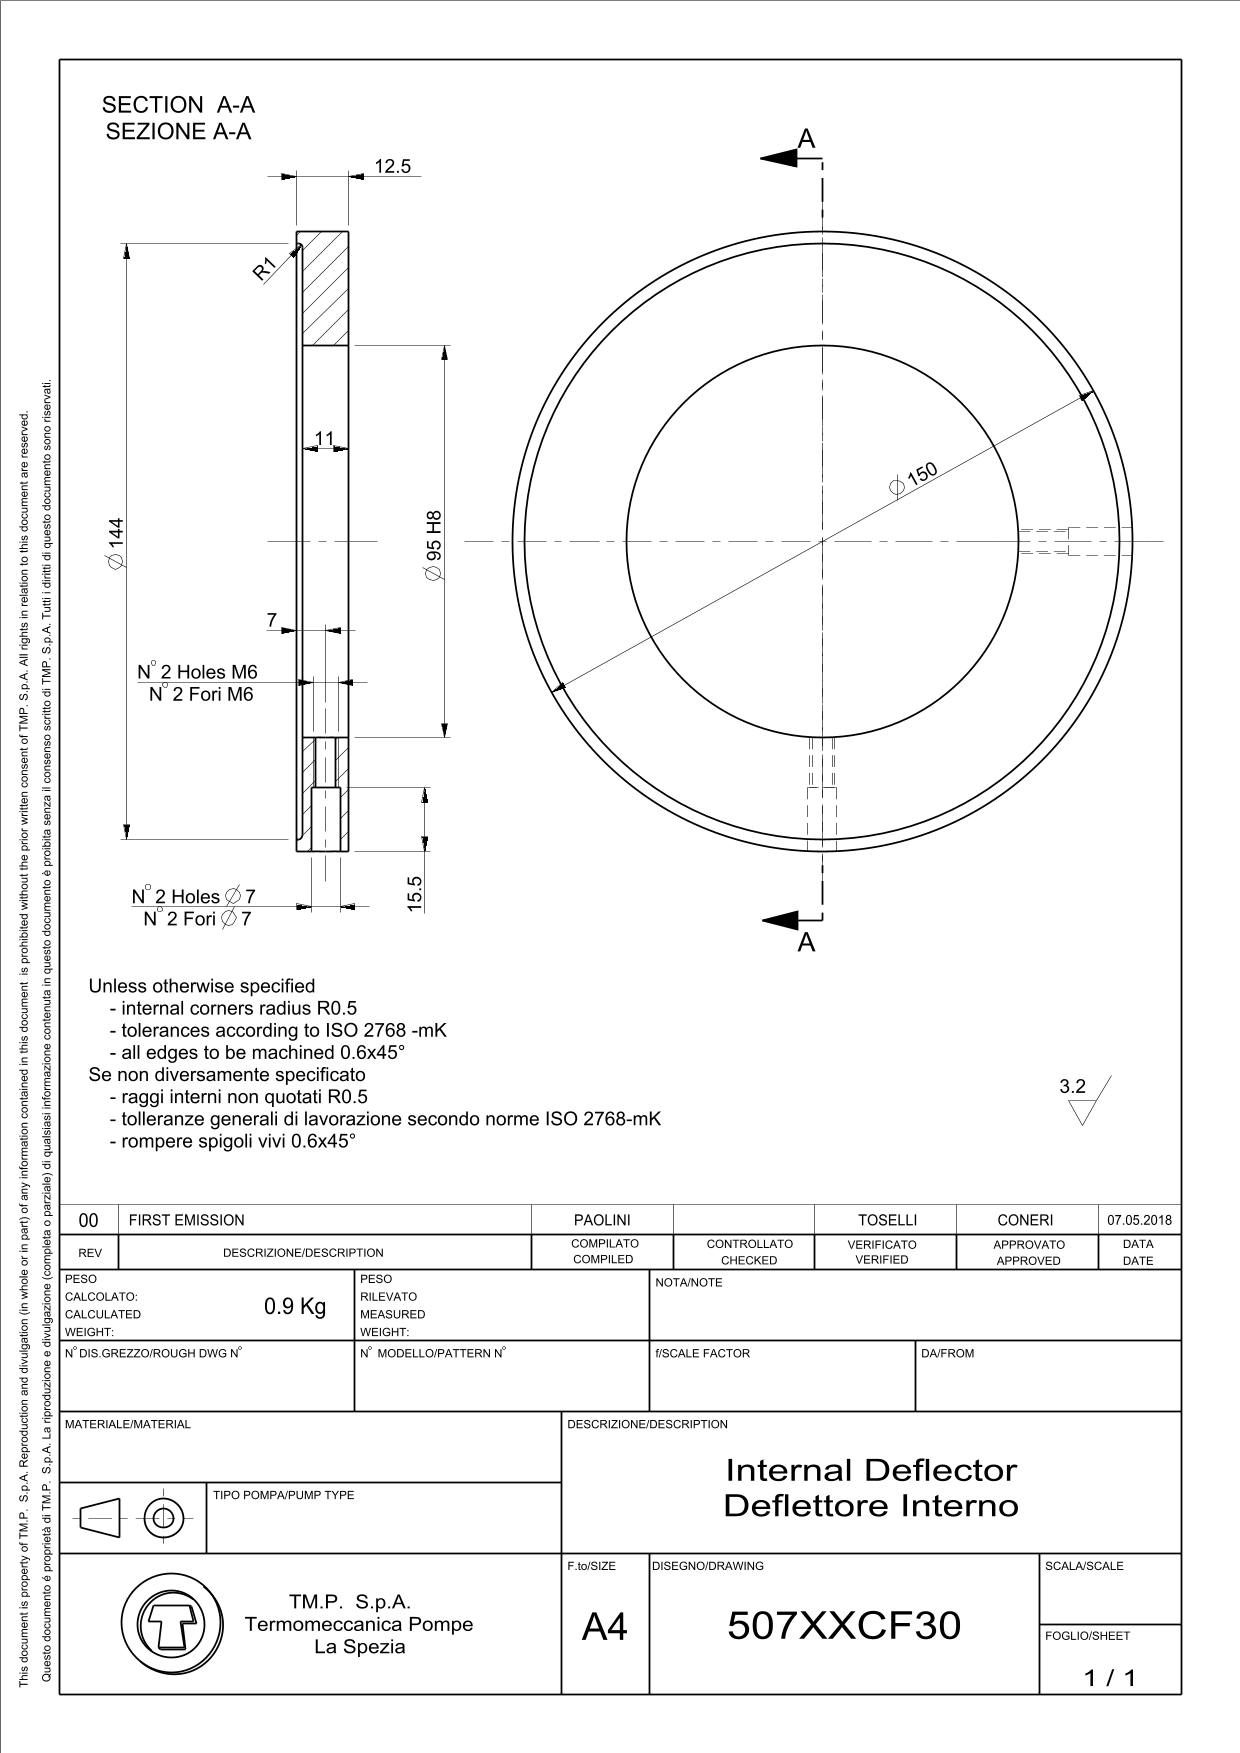 SECTION A-A
SEZIONE A-A
12.5
A
R1
11
Ø 150
Ø 144
Ø 95 H8
7
N° 2 Holes M6
N° 2 Fori M6
15.5
N° 2 Holes Ø 7
N° 2 Fori Ø 7
A
Unless otherwise specified
- internal corners radius R0.5
- tolerances according to ISO 2768 -mK
- all edges to be machined 0.6x45°
Se non diversamente specificato
- raggi interni non quotati R0.5
- tolleranze generali di lavorazione secondo norme ISO 2768-mK
- rompere spigoli vivi 0.6x45°
3.2
This document is property of TM.P. S.p.A. Reproduction and divulgation (in whole or in part) of any information contained in this document is prohibited without the prior written consent of TMP. S.p.A. All rights in relation to this document are reserved.
Questo documento é proprietà di TM.P. S.p.A. La riproduzione e divulgazione (completa o parziale) di qualsiasi informazione contenuta in questo documento è proibita senza il consenso scritto di TMP. S.p.A. Tutti i diritti di questo documento sono riservati.
00 FIRST EMISSION PAOLINI TOSELLI CONERI 07.05.2018
REV DESCRIZIONE/DESCRIPTION COMPILATO COMPILED CONTROLLATO CHECKED VERIFICATO VERIFIED APPROVATO APPROVED DATA DATE
PESO
CALCOLATO:
CALCULATED
WEIGHT:
0.9 Kg
PESO
RILEVATO
MEASURED
WEIGHT:
NOTA/NOTE
N° DIS.GREZZO/ROUGH DWG N°
N° MODELLO/PATTERN N°
f/SCALE FACTOR
DA/FROM
MATERIALE/MATERIAL
DESCRIZIONE/DESCRIPTION
Internal Deflector
Deflettore Interno
TIPO POMPA/PUMP TYPE
TM.P. S.p.A.
Termomeccanica Pompe
La Spezia
F.to/SIZE
A4
DISEGNO/DRAWING
507XXCF30
SCALA/SCALE
FOGLIO/SHEET
1 / 1